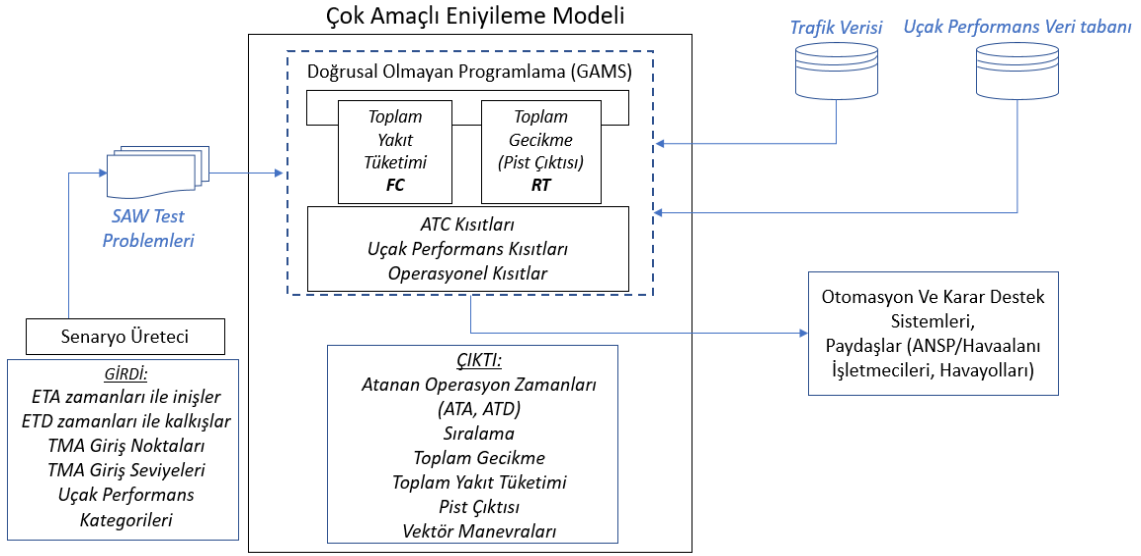 Çok Amaçlı Eniyileme Modeli
Trafik Verisi
Uçak Performans Veri tabanı
Doğrusal Olmayan Programlama (GAMS)
Toplam
Yakıt
Tüketimi
FC
Toplam
Gecikme
(Pist Çıktısı)
RT
SAW Test
Problemleri
ATC Kısıtları
Uçak Performans Kısıtları
Operasyonel Kısıtlar
Otomasyon Ve Karar Destek
Sistemleri,
Paydaşlar (ANSP/Havaalanı
İşletmecileri, Havayolları)
Senaryo Üreteci
GİRDİ:
ETA zamanları ile inişler
ETD zamanları ile kalkışlar
TMA Giriş Noktaları
TMA Giriş Seviyeleri
Uçak Performans
Kategorileri
ÇIKTI:
Atanan Operasyon Zamanları
(ATA, ATD)
Sıralama
Toplam Gecikme
Toplam Yakıt Tüketimi
Pist Çıktısı
Vektör Manevraları